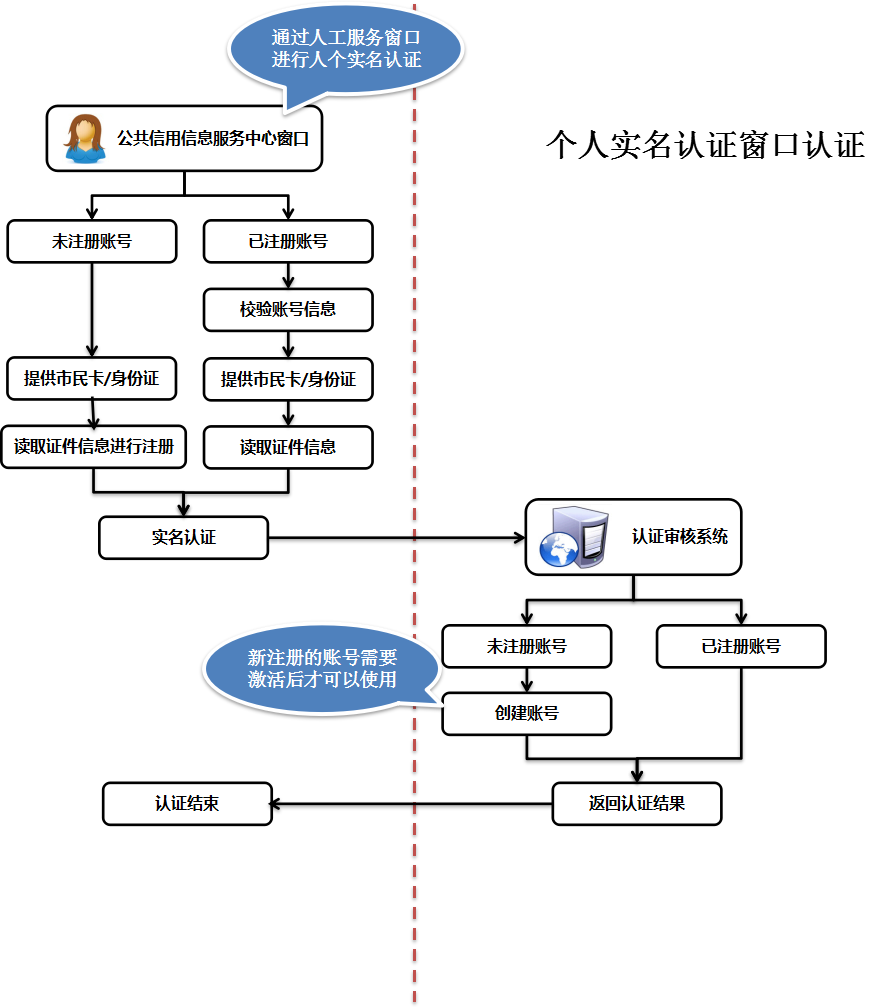 通过人工服务窗口
进行人个实名认证
公共信用信息服务中心窗口
个人实名认证窗口认证
未注册账号
已注册账号
校验账号信息
提供市民卡/身份证
提供市民卡/身份证
读取证件信息进行注册
读取证件信息
实名认证
认证审核系统
未注册账号
已注册账号
新注册的账号需要
激活后才可以使用
创建账号
认证结束
返回认证结果